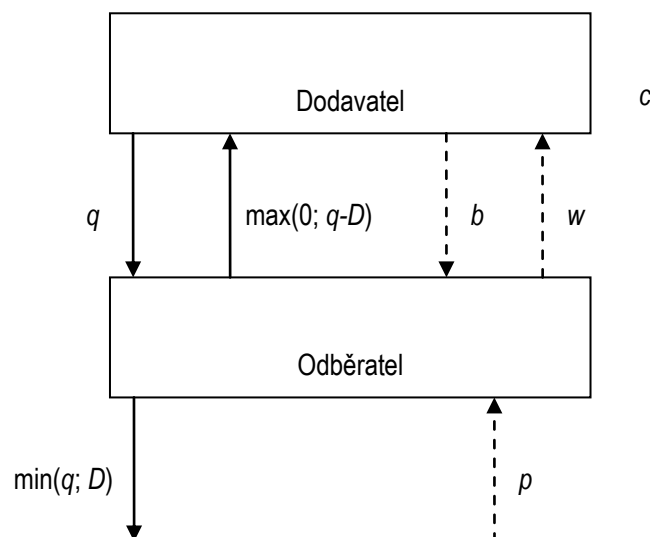 Dodavatel
c
q
max(0; q-D)
b
w
Odběratel
min(q; D)
p